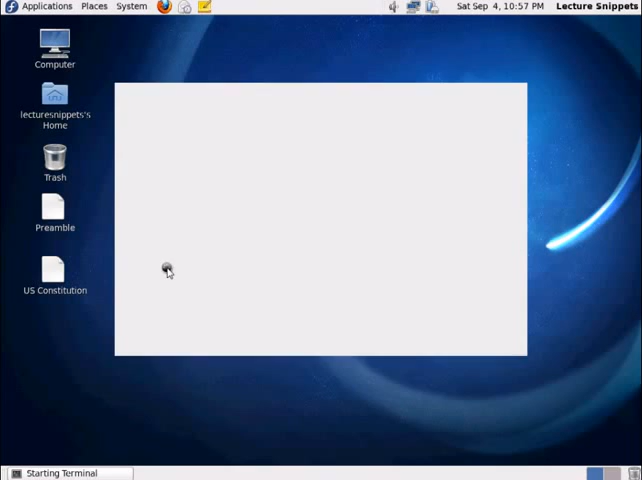 Applications Places System Sat Sep 4, 10:57 PM Lecture Snippets
Computer
lecturesnippets's
Home
Trash
Preamble
US Constitution
Starting Terminal